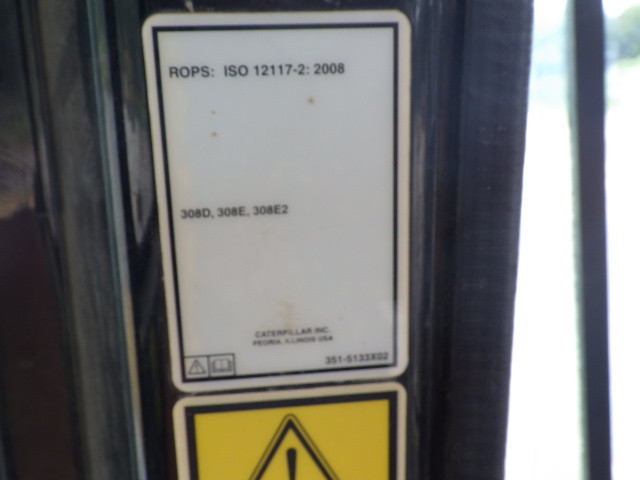 ROPS: ISO 12117-2: 2008
308D, 308E, 308E2
CATERPILLAR INC.
PEORIA, ILLINOIS USA
351-5133X02